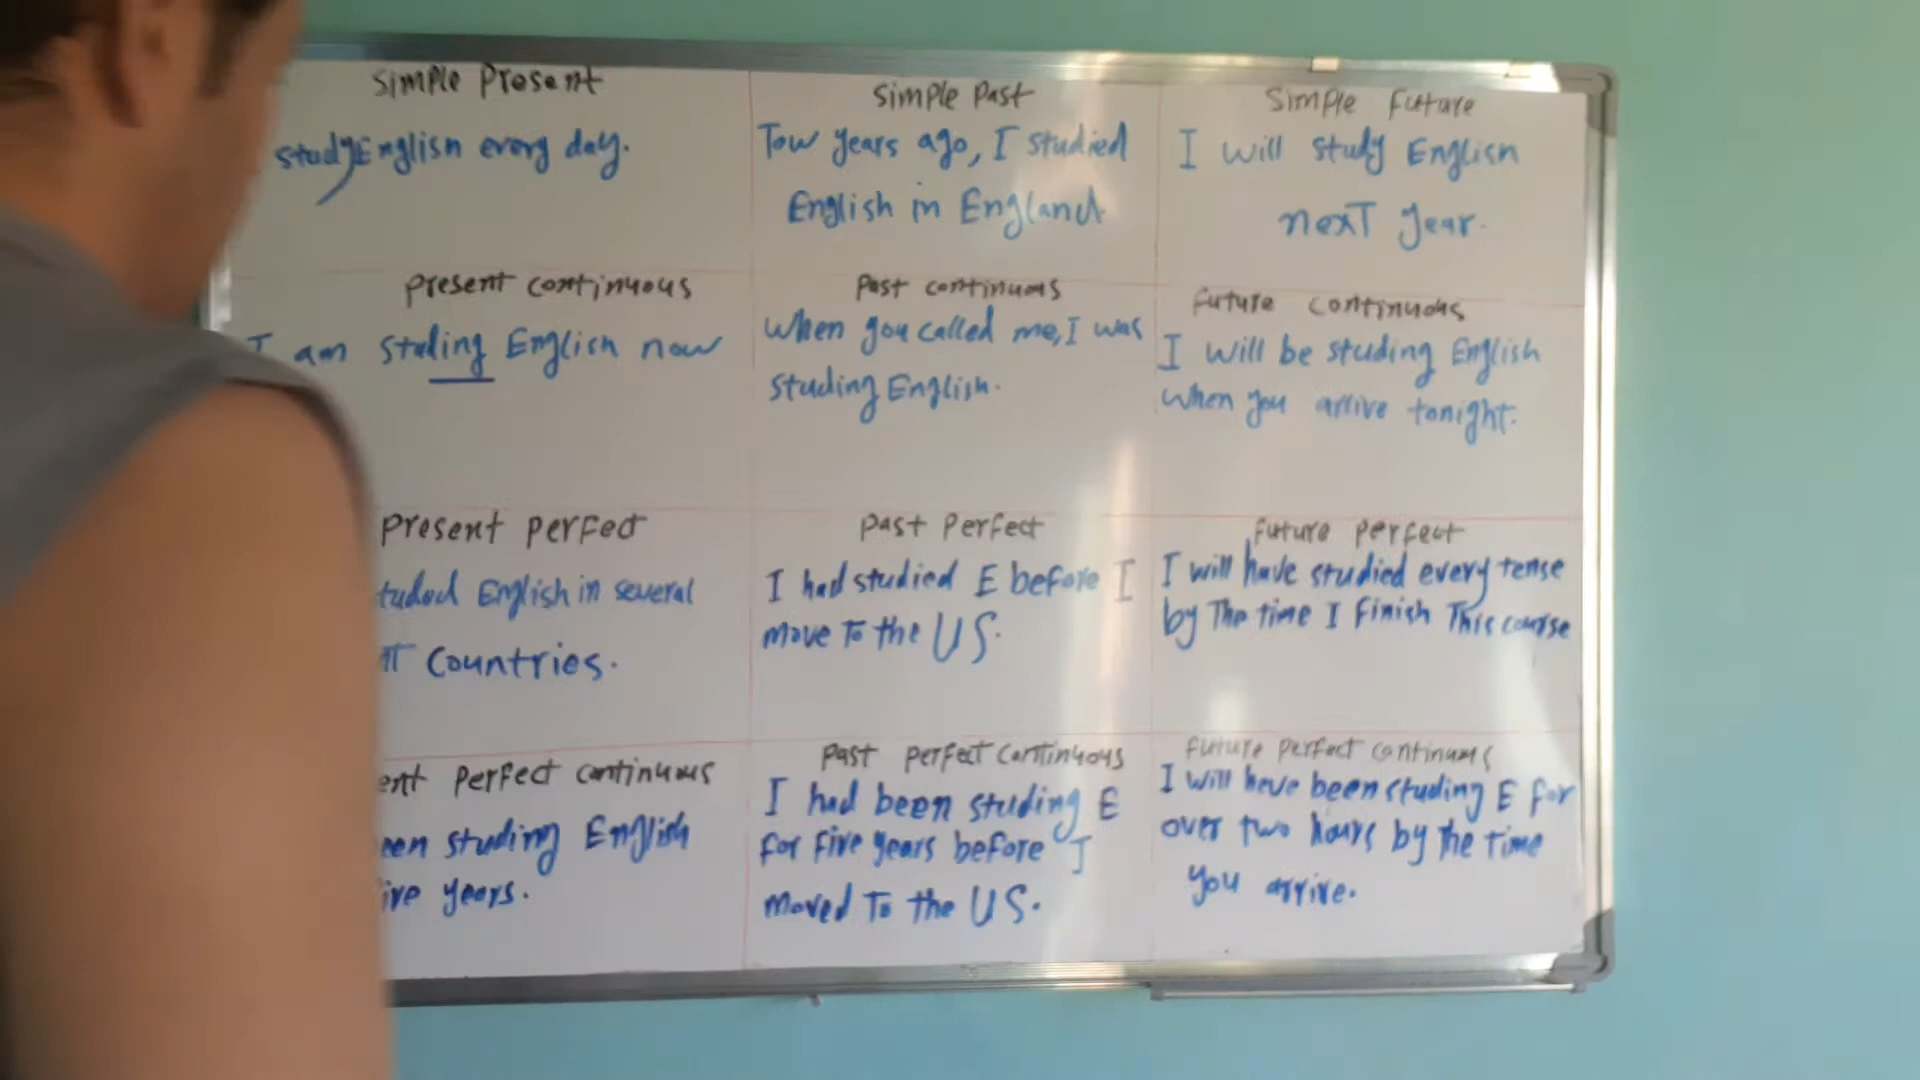 Simple Present
study English every day.
Simple Past
Tow years ago, I studied
English in England.
Simple Future
I will study English
next year.
Present continuous
I am studing English now
Past continuous
When you called me, I was
studing English.
Future continuous
I will be studing English
when you arrive tonight.
Present Perfect
English in several
Countries.
Past Perfect
I had studied E before I
move to the US.
Future Perfect
I will have studied every tense
by the time I finish this course
perfect continuous
studing English
years.
Past perfect continuous
I had been studing E
for five years before I
moved to the US.
Future perfect continuous
I will have been studing E for
over two hours by the time
you arrive.